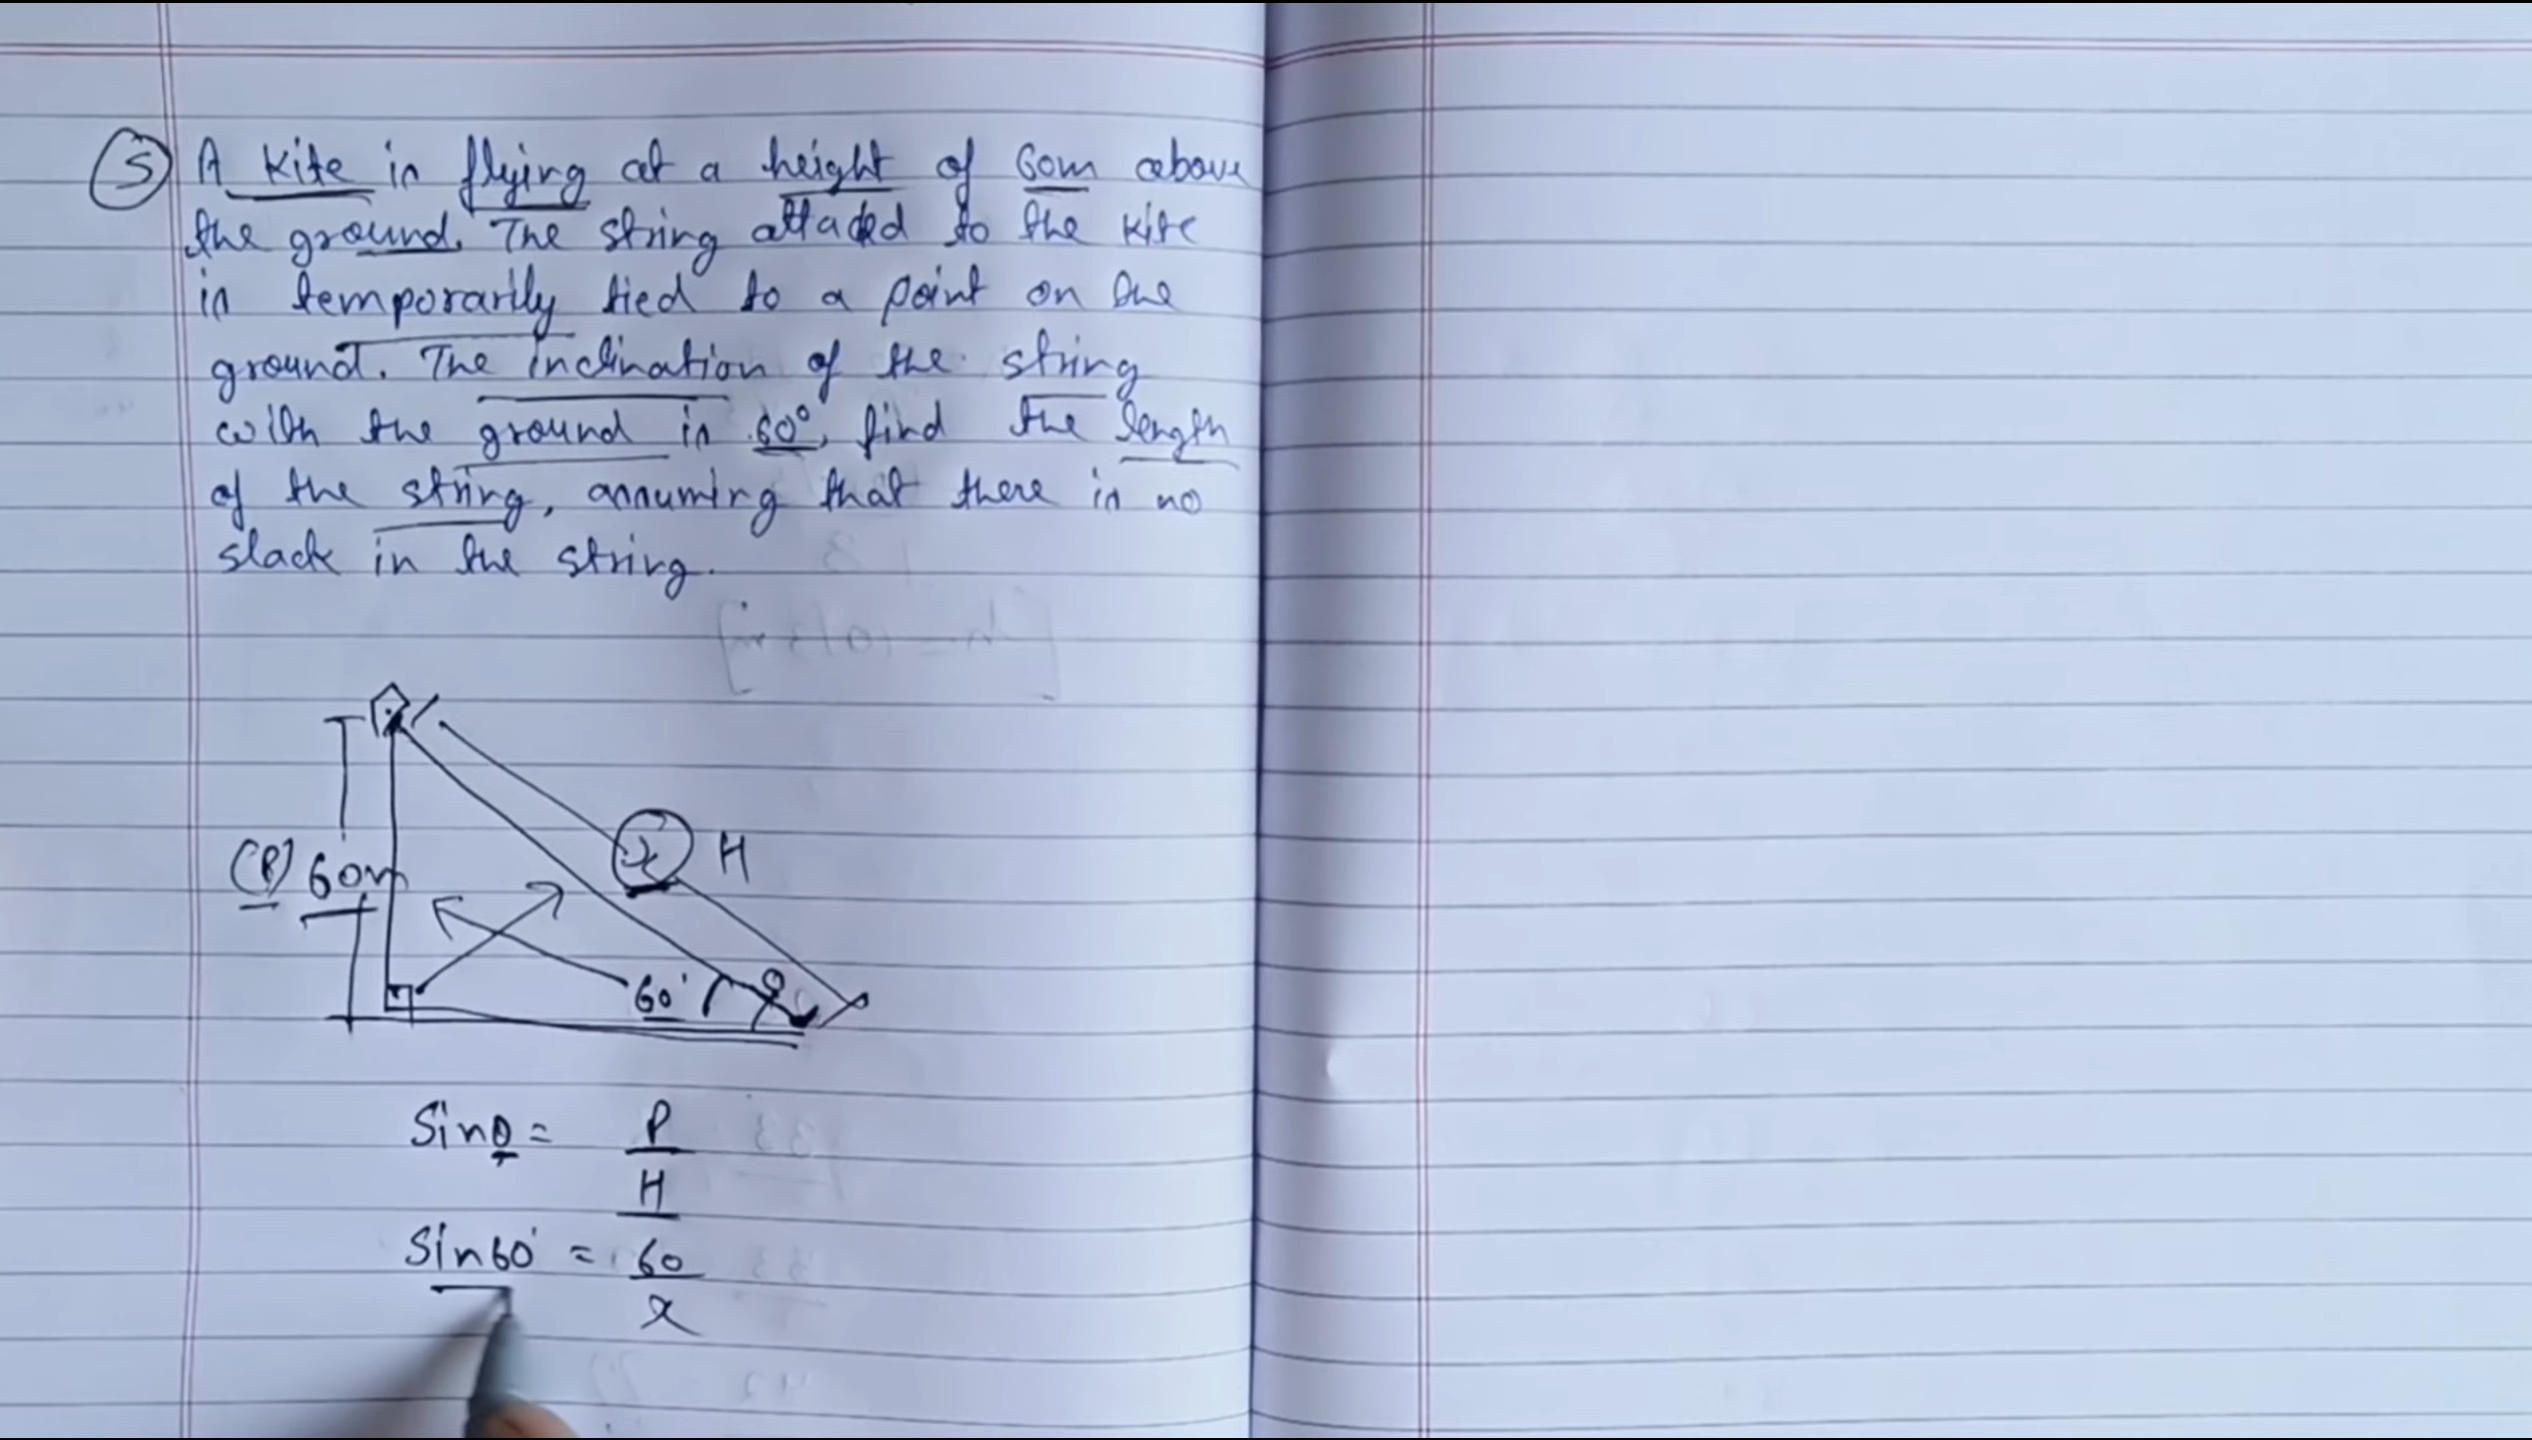 5 A kite is flying at a height of 60m above
the ground. The string attacted to the kite
is temporarily tied to a point on the
ground. The inclination of the string
with the ground is 60°, find the length
of the string, assuming that there is no
slack in the string.
(P) 60m
x H
60°
Sinθ = P
H
Sin60° = 60
x